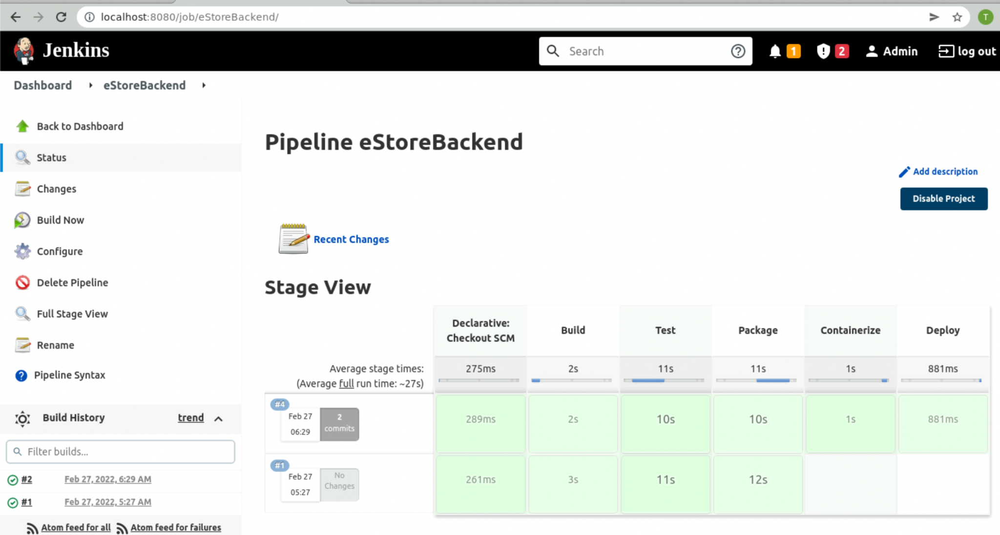 localhost:8080/job/eStoreBackend/
T
Jenkins
Search
1
2
Admin
log out
Dashboard
eStoreBackend
Back to Dashboard
Status
Changes
Build Now
Configure
Delete Pipeline
Full Stage View
Rename
Pipeline Syntax
Build History
trend
Filter builds...
#2
Feb 27, 2022, 6:29 AM
#1
Feb 27, 2022, 5:27 AM
Atom feed for all
Atom feed for failures
Pipeline eStoreBackend
Add description
Disable Project
Recent Changes
Stage View
Declarative:
Checkout SCM
Build
Test
Package
Containerize
Deploy
Average stage times:
(Average full run time: ~27s)
275ms
2s
11s
11s
1s
881ms
#4
Feb 27
06:29
2
commits
289ms
2s
10s
10s
1s
881ms
#1
Feb 27
05:27
No
Changes
261ms
3s
11s
12s